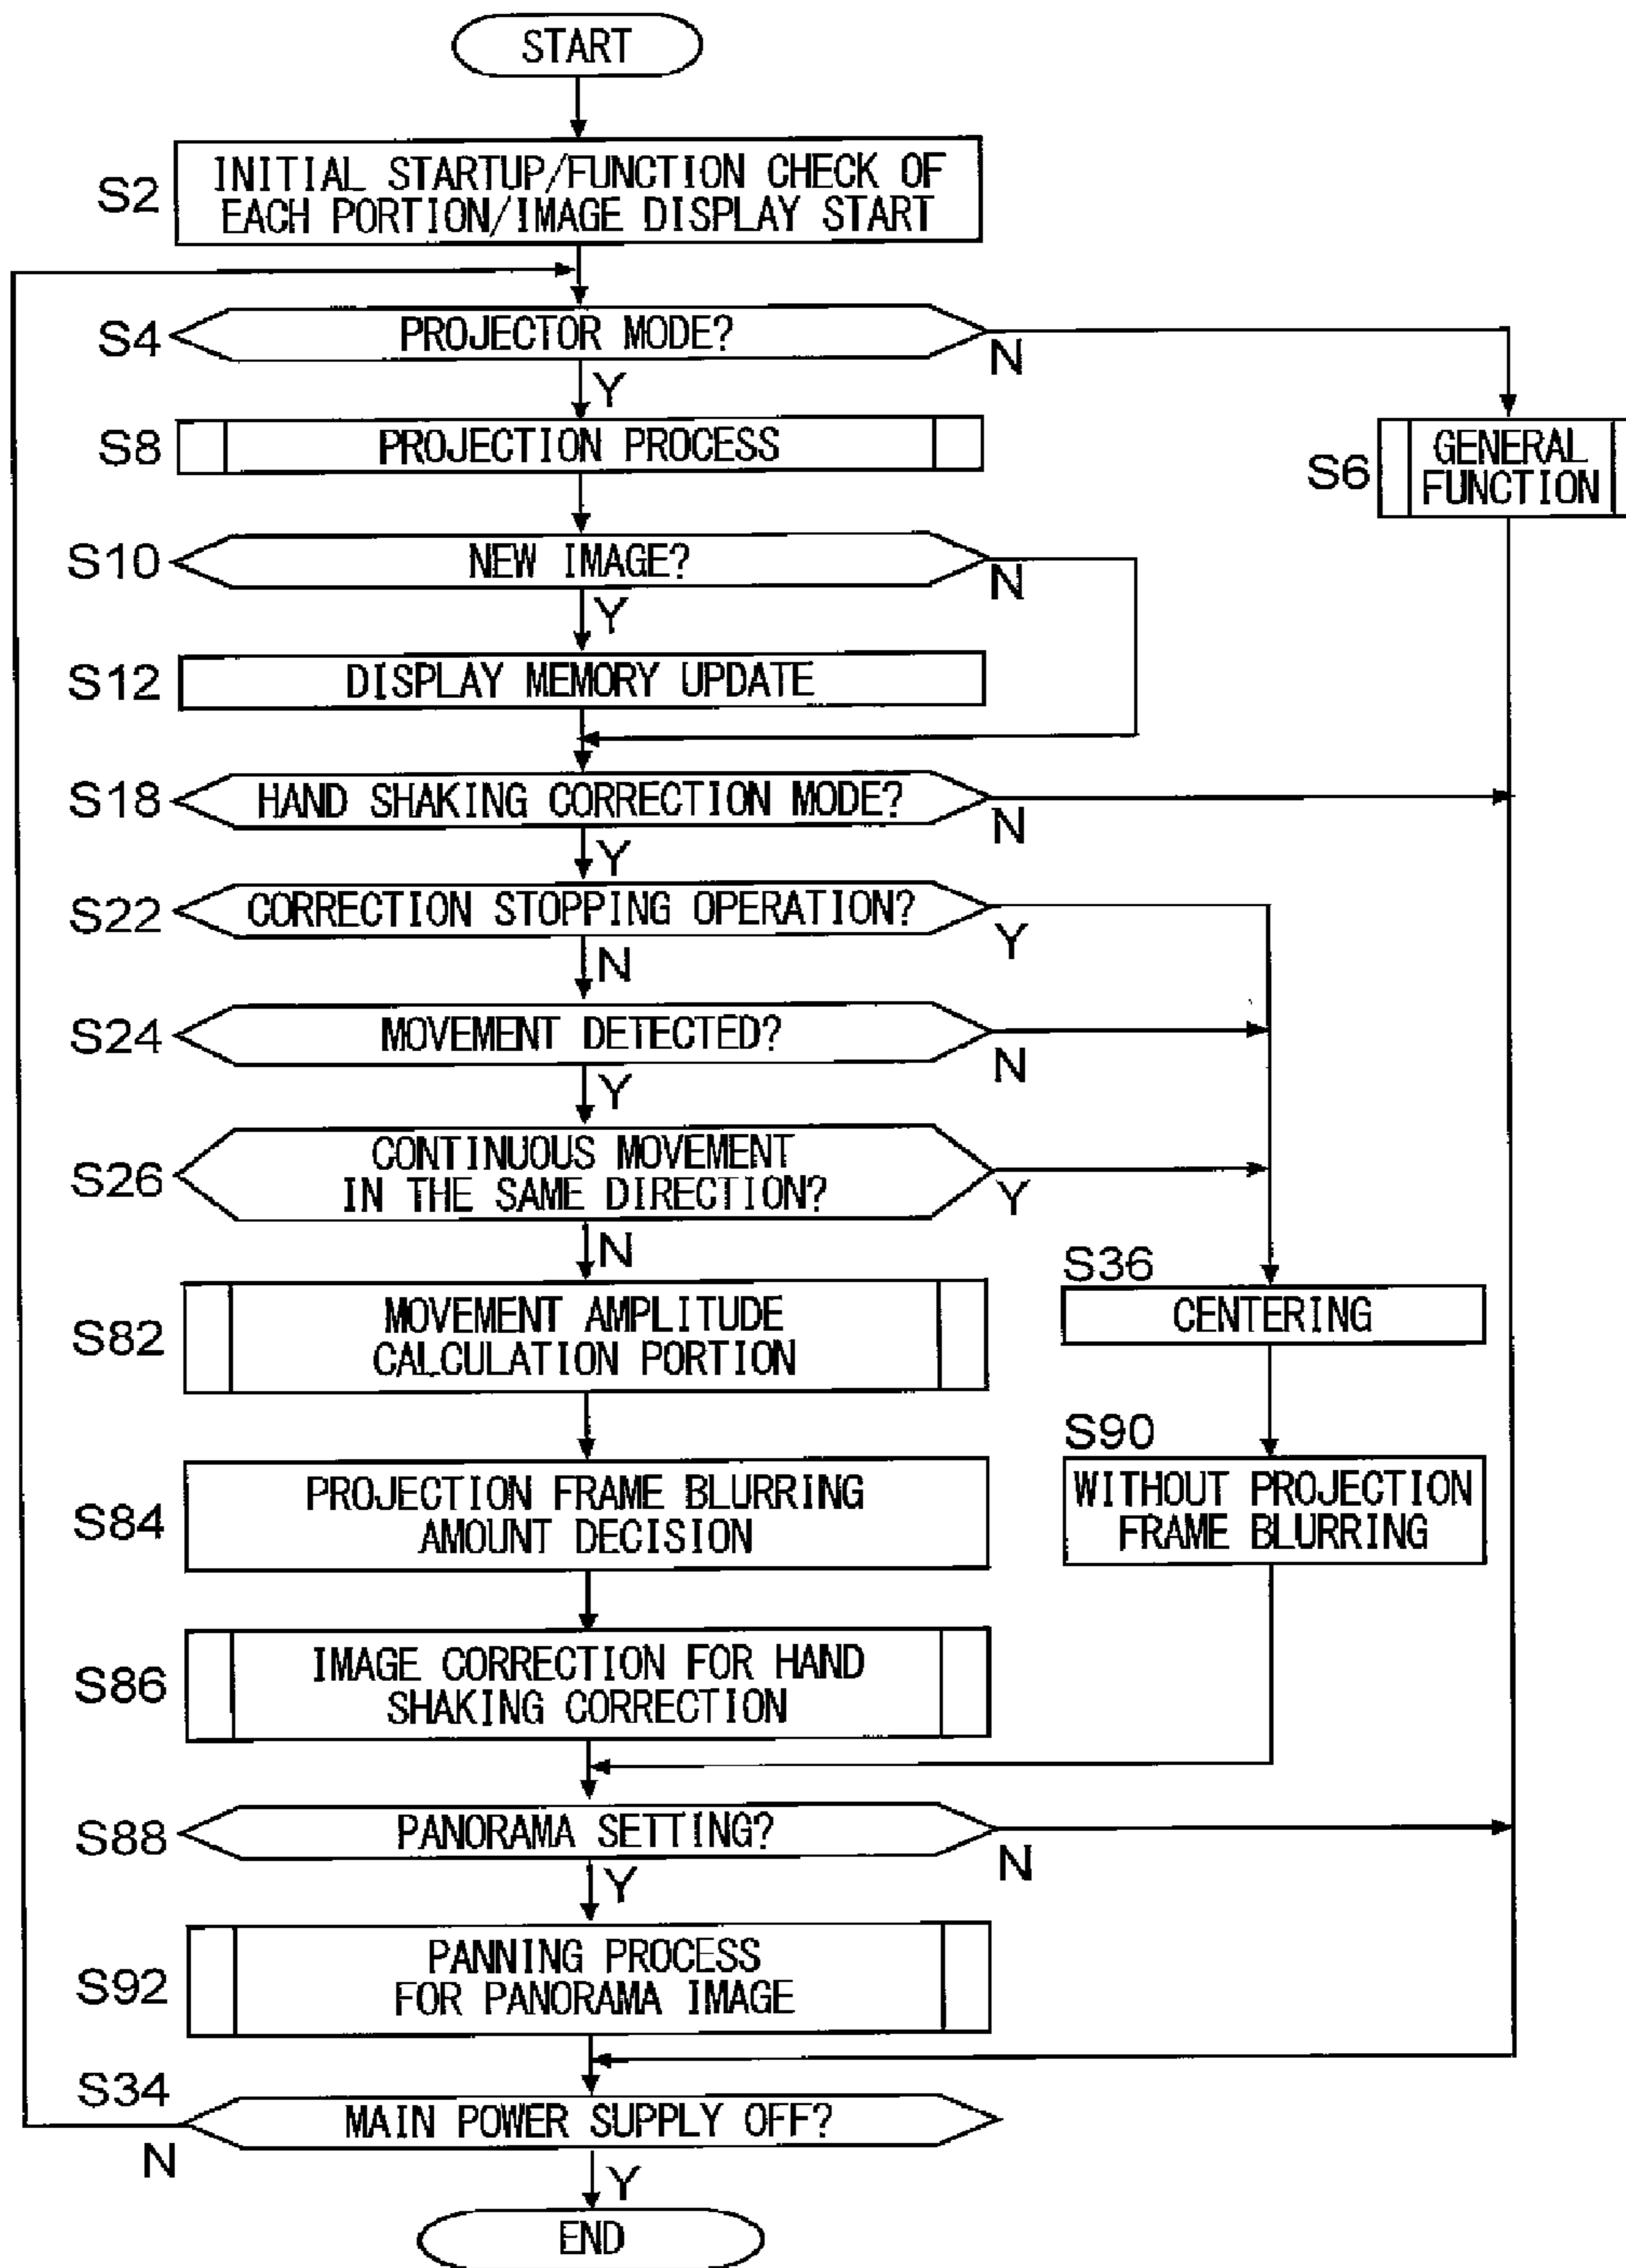 START
S2
INITIAL STARTUP/FUNCTION CHECK OF
EACH PORTION/IMAGE DISPLAY START
S4
PROJECTOR MODE?
N
Y
S8
PROJECTION PROCESS
S6
GENERAL
FUNCTION
S10
NEW IMAGE?
N
Y
S12
DISPLAY MEMORY UPDATE
S18
HAND SHAKING CORRECTION MODE?
N
Y
S22
CORRECTION STOPPING OPERATION?
Y
N
S24
MOVEMENT DETECTED?
N
Y
S26
CONTINUOUS MOVEMENT
IN THE SAME DIRECTION?
Y
N
S36
CENTERING
S82
MOVEMENT AMPLITUDE
CALCULATION PORTION
S90
WITHOUT PROJECTION
FRAME BLURRING
S84
PROJECTION FRAME BLURRING
AMOUNT DECISION
S86
IMAGE CORRECTION FOR HAND
SHAKING CORRECTION
S88
PANORAMA SETTING?
N
Y
S92
PANNING PROCESS
FOR PANORAMA IMAGE
S34
MAIN POWER SUPPLY OFF?
N
Y
END